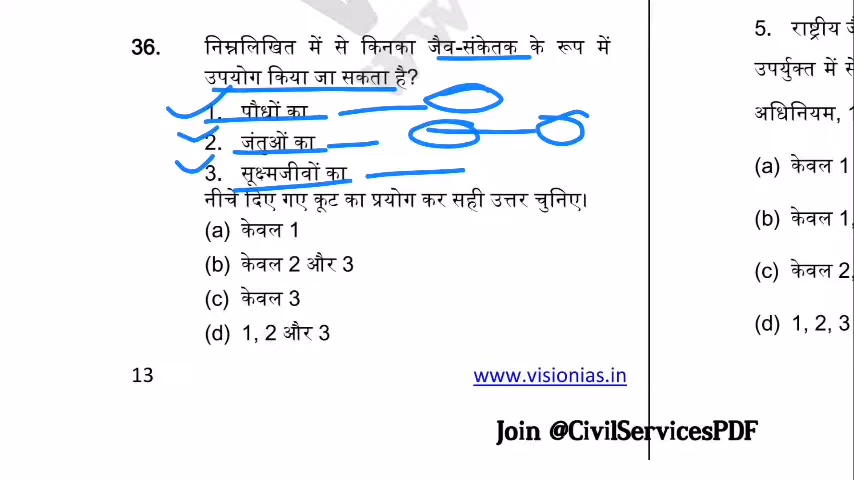 36. निम्नलिखित में से किनका जैव-संकेतक के रूप में
उपयोग किया जा सकता है?
1. पौधों का
2. जंतुओं का
3. सूक्ष्मजीवों का
नीचे दिए गए कूट का प्रयोग कर सही उत्तर चुनिए।
(a) केवल 1
(b) केवल 2 और 3
(c) केवल 3
(d) 1, 2 और 3
13
www.visionias.in
5. राष्ट्रीय
उपर्युक्त में से
अधिनियम, 1
(a) केवल 1
(b) केवल 1,
(c) केवल 2,
(d) 1, 2, 3
Join @CivilServicesPDF